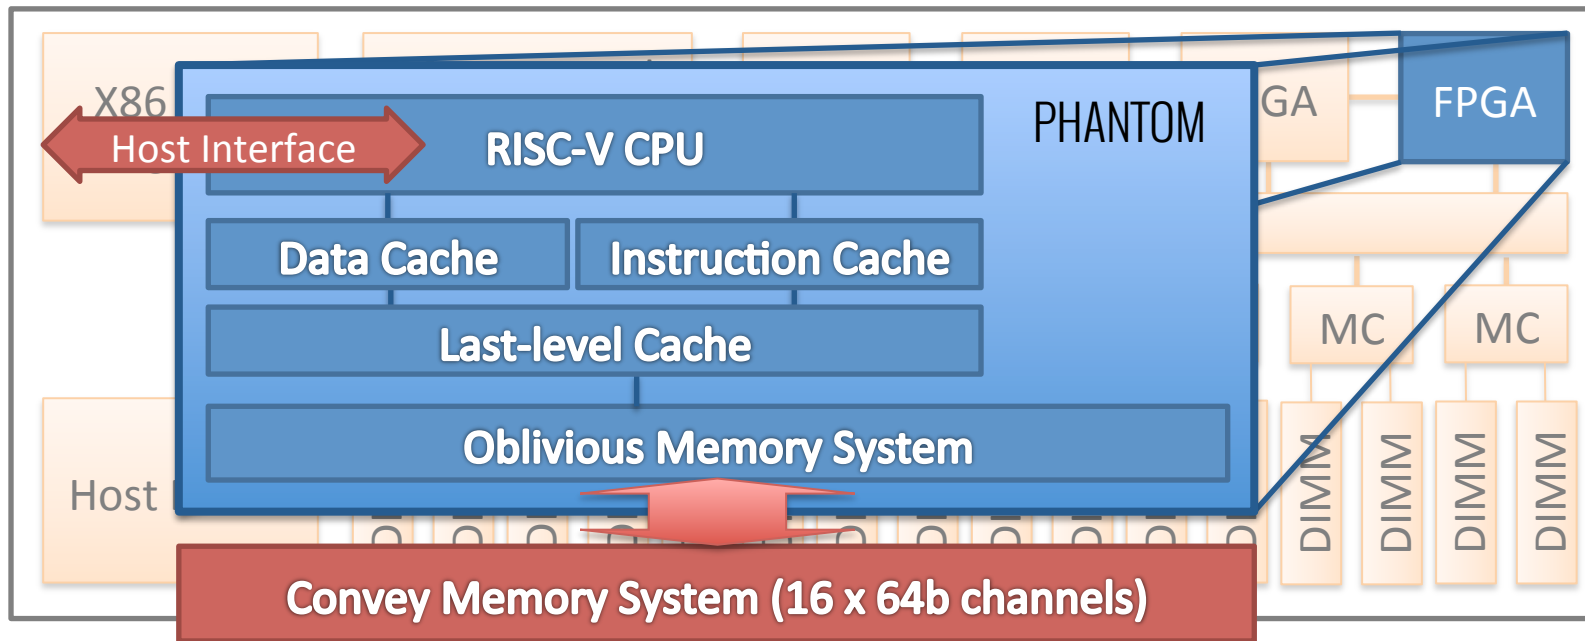 X86
GA
FPGA
PHANTOM
Host Interface
RISC-V CPU
Data Cache
Instruction Cache
MC
MC
Last-level Cache
Oblivious Memory System
Host
DIMM
DIMM
DIMM
DIMM
Convey Memory System (16 x 64b channels)